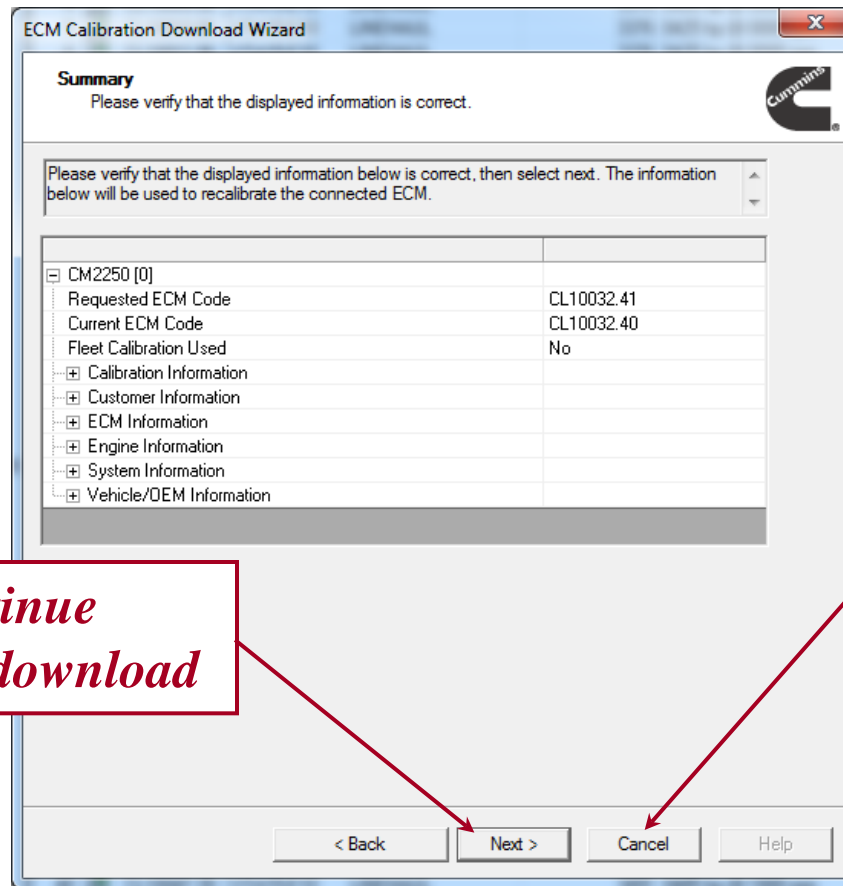 ECM Calibration Download Wizard
Summary
Please verify that the displayed information is correct.
cummins
Please verify that the displayed information below is correct, then select next. The information
below will be used to recalibrate the connected ECM.
CM2250 [0]
Requested ECM Code CL10032.41
Current ECM Code CL10032.40
Fleet Calibration Used No
Calibration Information
Customer Information
ECM Information
Engine Information
System Information
Vehicle/OEM Information
tinue
download
< Back Next > Cancel Help